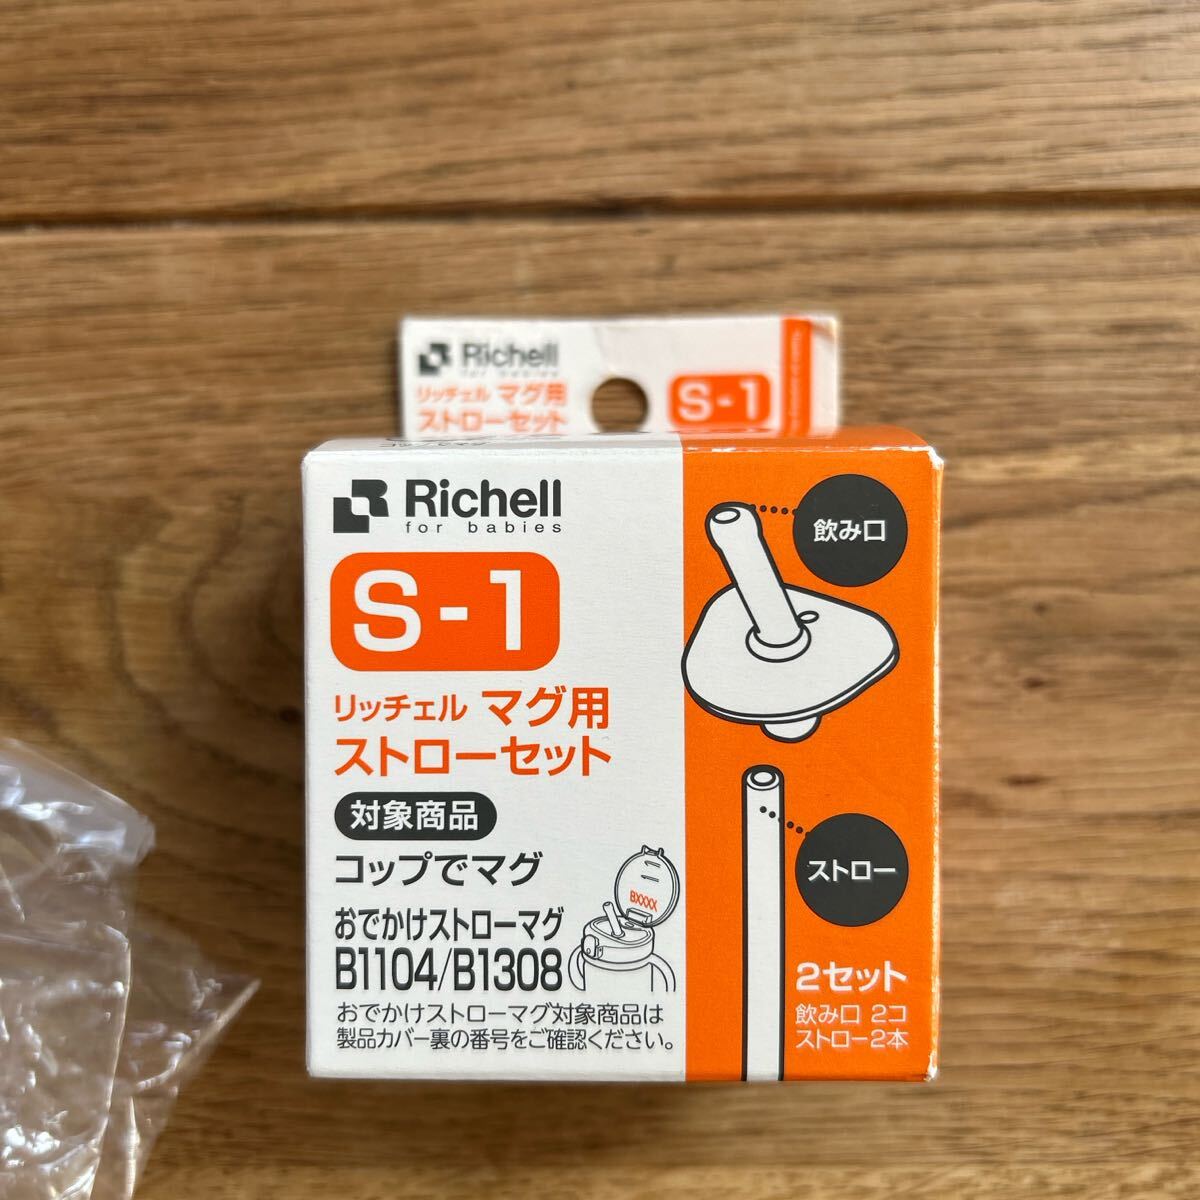 Richell
for babies
リッチェル マグ用
ストローセット
S-1
Richell
for babies
S-1
リッチェル マグ用
ストローセット
対象商品
コップでマグ
おでかけストローマグ
B1104/B1308
おでかけストローマグ対象商品は
製品カバー裏の番号をご確認ください。
BXXXX
飲み口
ストロー
2セット
飲み口 2コ
ストロー2本